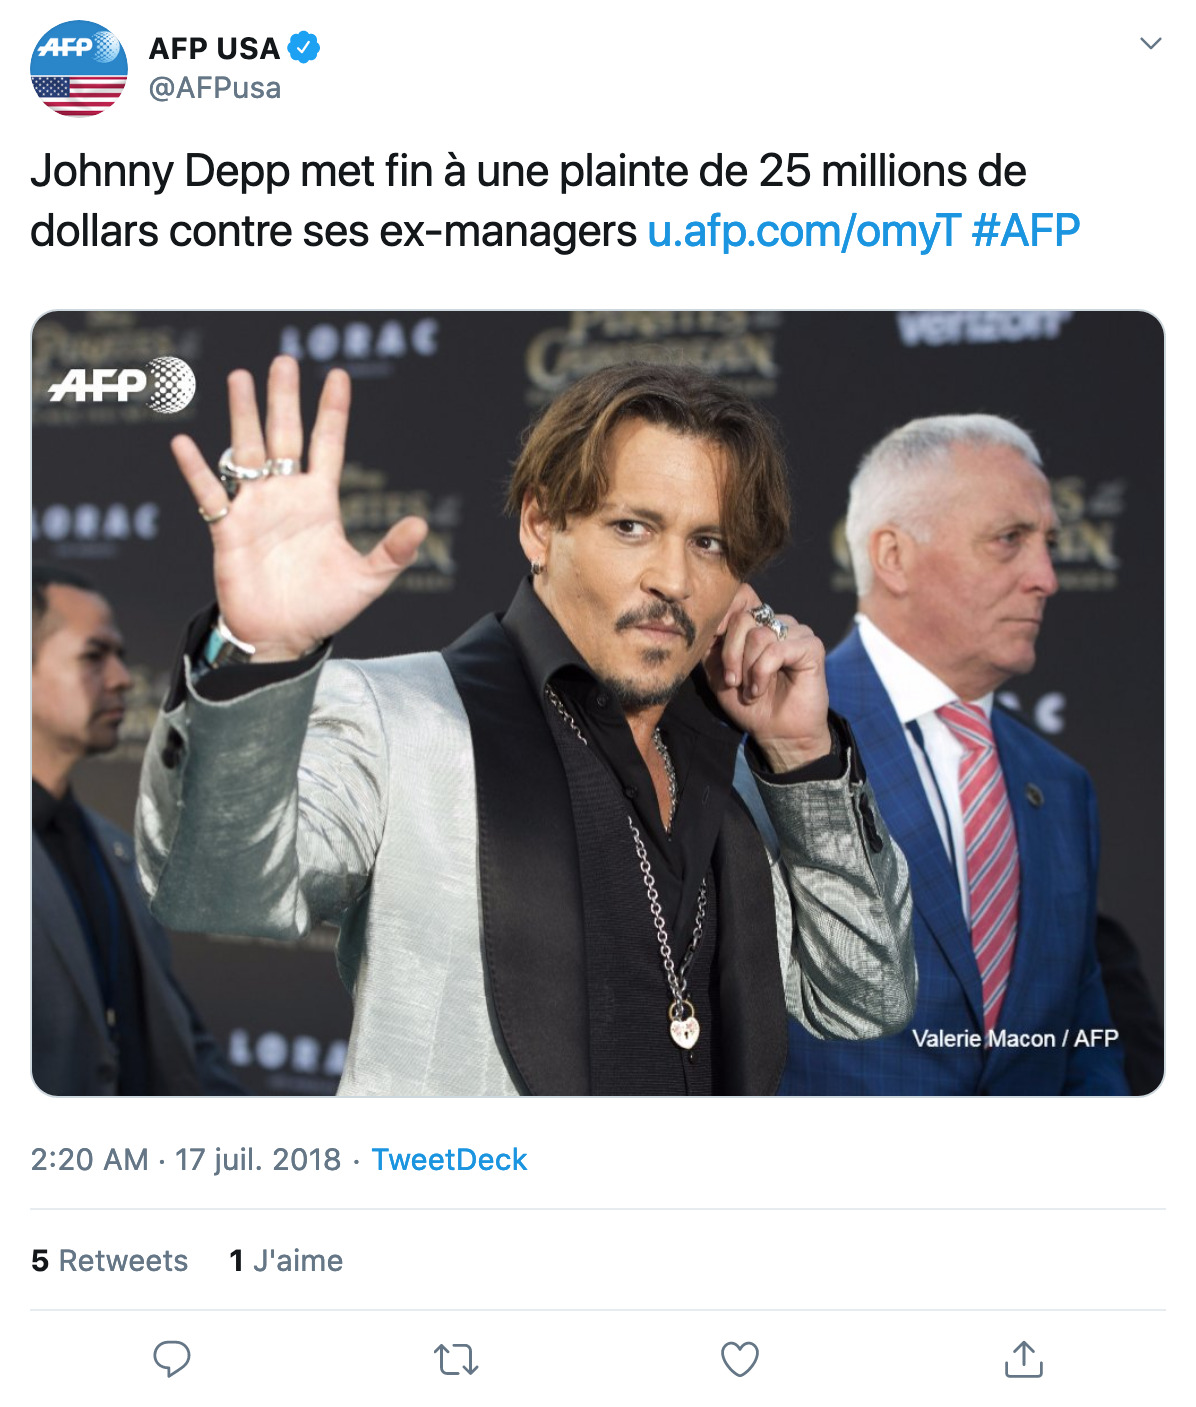 AFP
AFP USA
@AFPusa
Johnny Depp met fin à une plainte de 25 millions de
dollars contre ses ex-managers u.afp.com/omyT #AFP
LORAC
verizon
AFP
LORAC
LORA
Valerie Macon / AFP
2:20 AM · 17 juil. 2018 · TweetDeck
5 Retweets 1 J'aime